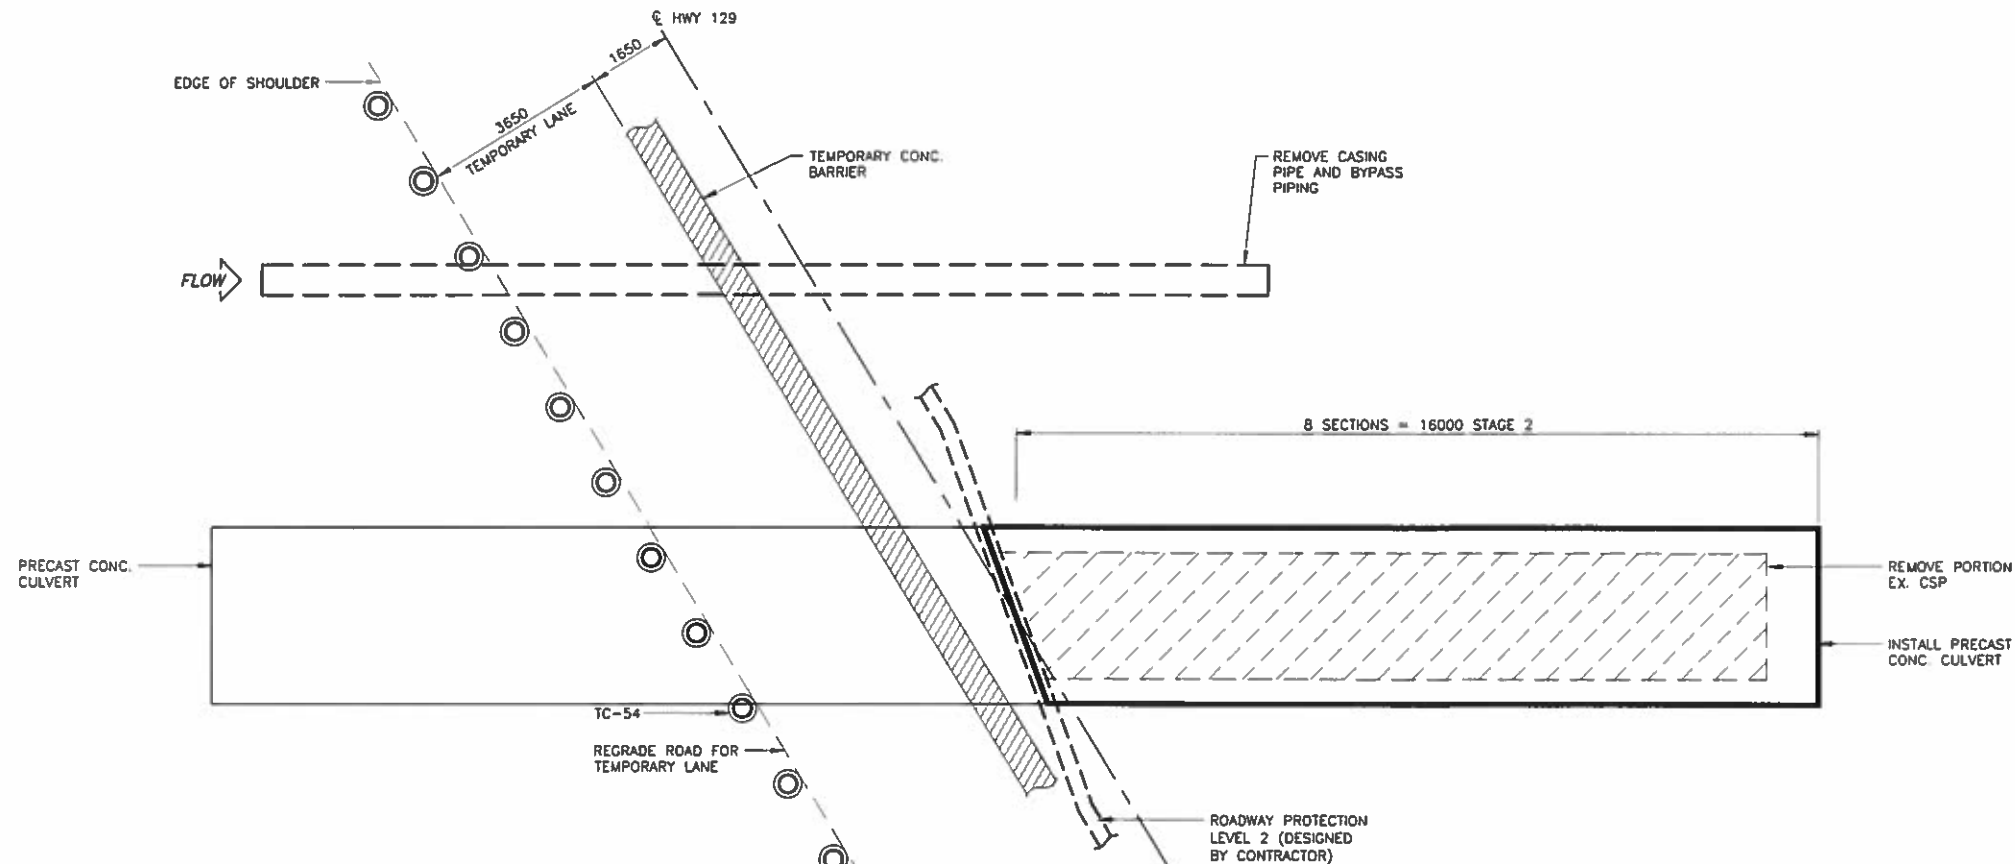 ℄ HWY 129
1650
EDGE OF SHOULDER
3650
TEMPORARY LANE
TEMPORARY CONC.
BARRIER
REMOVE CASING
PIPE AND BYPASS
PIPING
FLOW
8 SECTIONS = 16000 STAGE 2
PRECAST CONC.
CULVERT
REMOVE PORTION
EX. CSP
INSTALL PRECAST
CONC. CULVERT
TC-54
REGRADE ROAD FOR
TEMPORARY LANE
ROADWAY PROTECTION
LEVEL 2 (DESIGNED
BY CONTRACTOR)